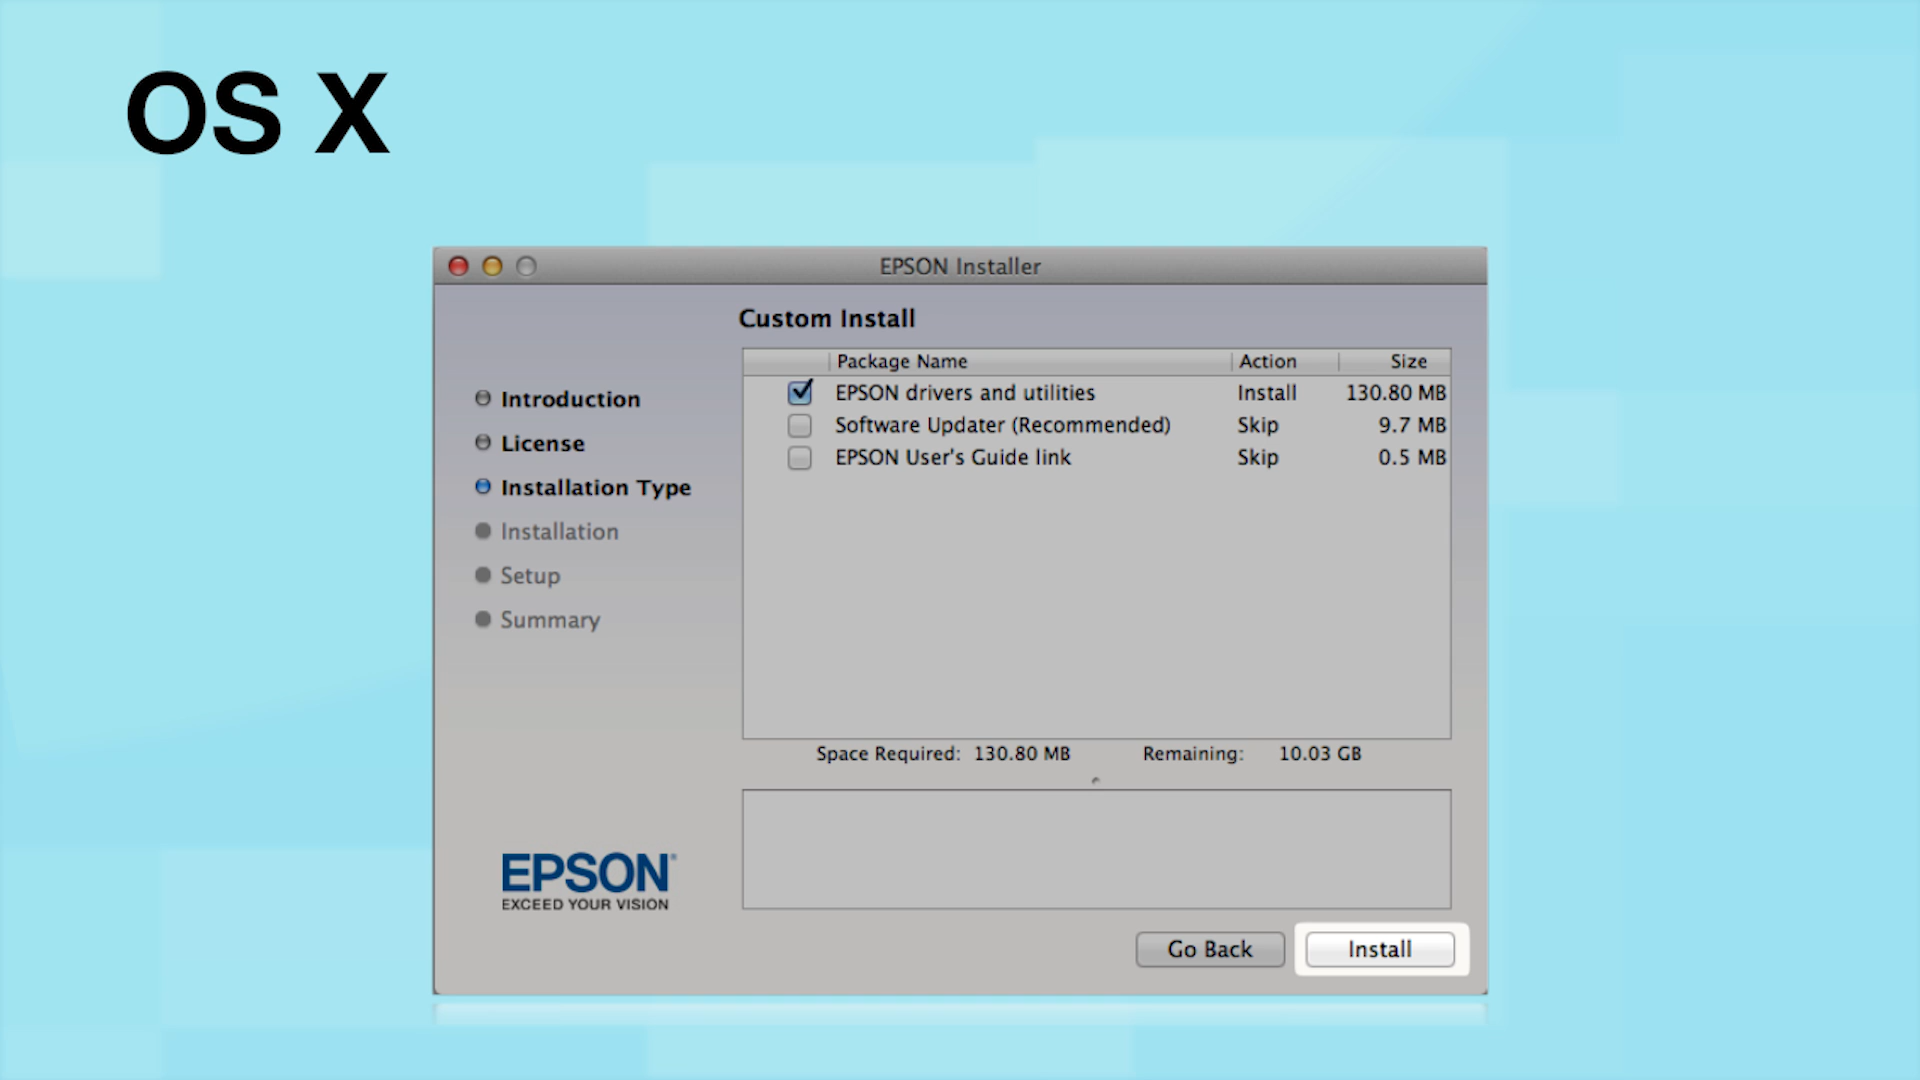 OS X
EPSON Installer
Custom Install
Package Name Action Size
EPSON drivers and utilities Install 130.80 MB
Software Updater (Recommended) Skip 9.7 MB
EPSON User's Guide link Skip 0.5 MB
Introduction
License
Installation Type
Installation
Setup
Summary
Space Required: 130.80 MB Remaining: 10.03 GB
EPSON®
EXCEED YOUR VISION
Go Back Install